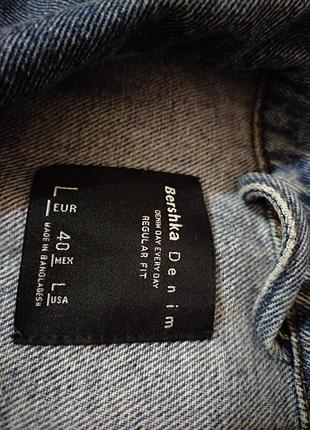 Bershka Denim
DENIM DAY EVERY DAY
REGULAR FIT
L EUR 40 MEX L USA
MADE IN BANGLADESH